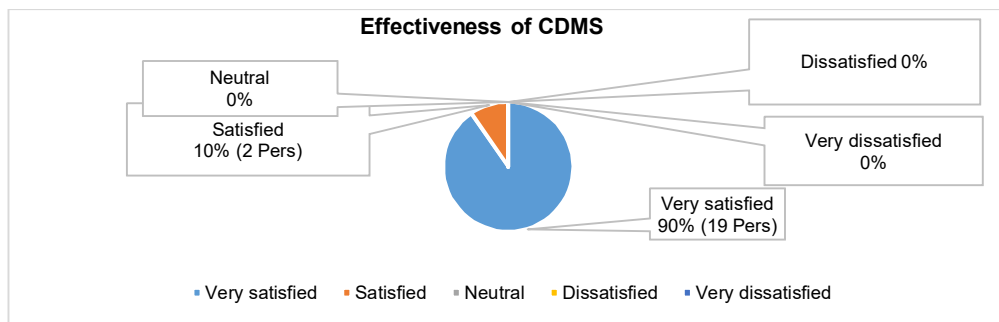 Effectiveness of CDMS
Neutral
0%
Dissatisfied 0%
Satisfied
10% (2 Pers)
Very dissatisfied
0%
Very satisfied
90% (19 Pers)
Very satisfied Satisfied Neutral Dissatisfied Very dissatisfied